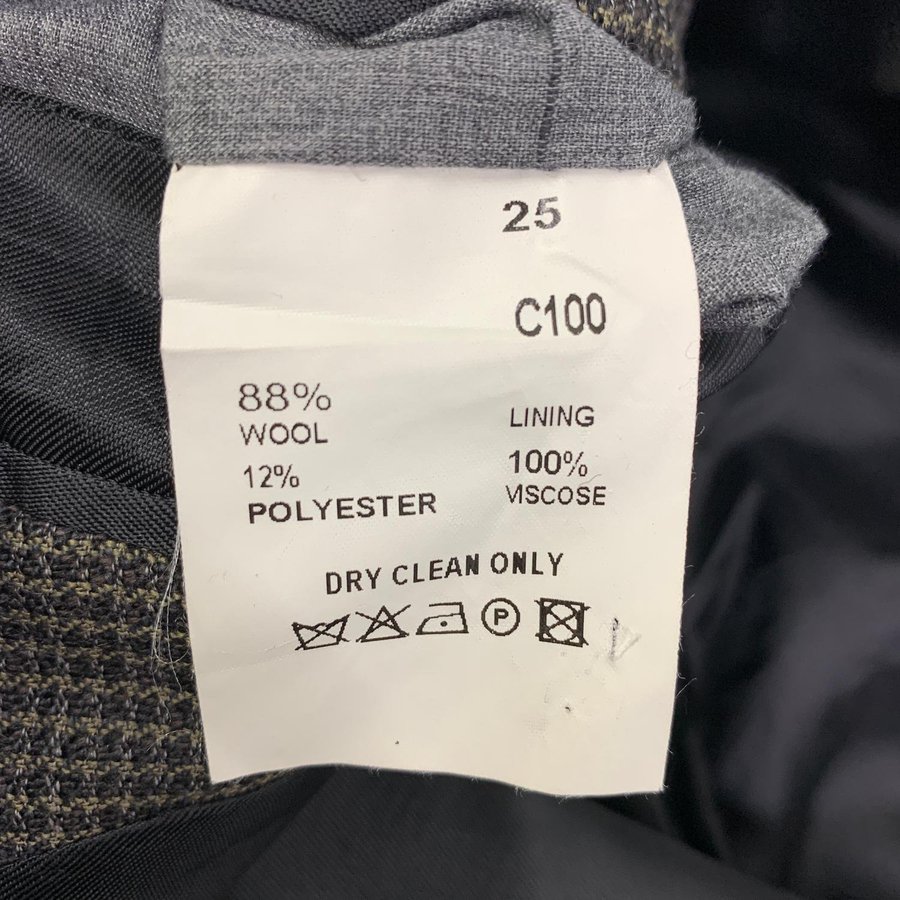 25
C100
88%
WOOL
12%
POLYESTER
LINING
100%
VISCOSE
DRY CLEAN ONLY
P